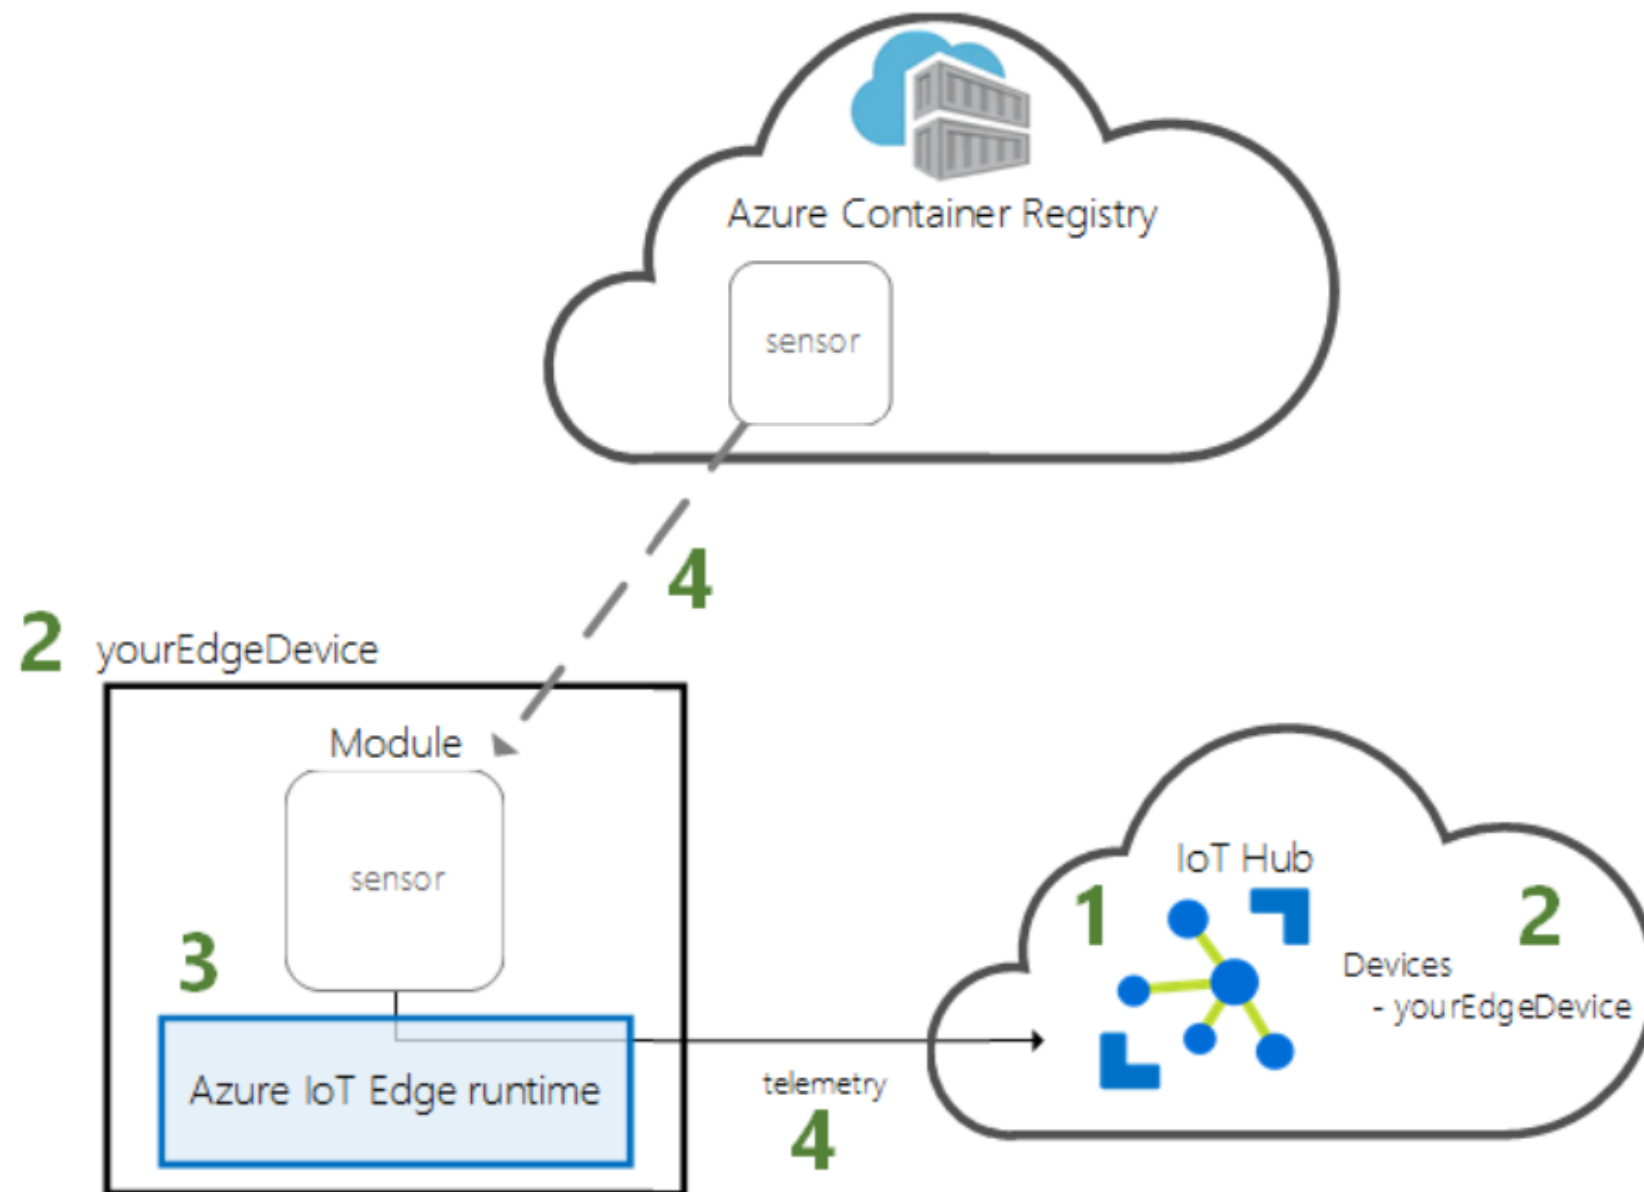 Azure Container Registry
sensor
4
2
yourEdgeDevice
Module
sensor
3
Azure IoT Edge runtime
telemetry
4
IoT Hub
1
2
Devices
- yourEdgeDevice